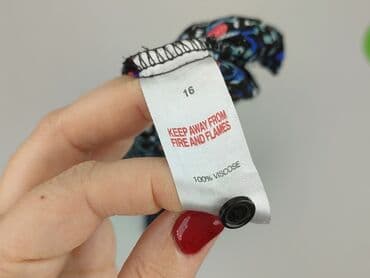 16
KEEP AWAY FROM
FIRE AND FLAMES
100% VISCOSE